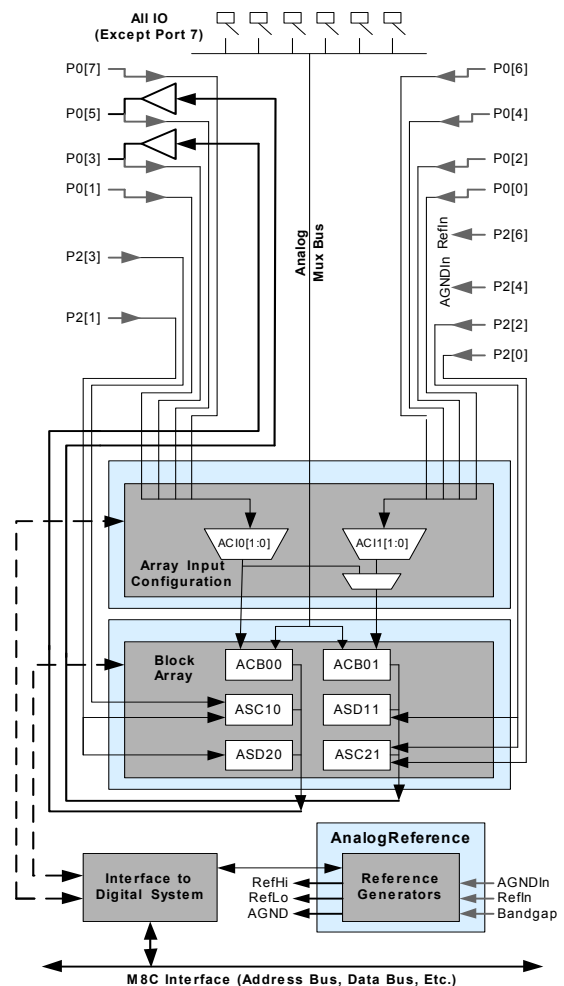 All IO
(Except Port 7)
P0[7]
P0[5]
P0[3]
P0[1]
P2[3]
P2[1]
P0[6]
P0[4]
P0[2]
P0[0]
P2[6]
P2[4]
P2[2]
P2[0]
AGNDIn RefIn
Analog
Mux Bus
ACI0[1:0]
ACI1[1:0]
Array Input
Configuration
Block
Array
ACB00
ACB01
ASC10
ASD11
ASD20
ASC21
AnalogReference
Interface to
Digital System
Reference
Generators
RefHi
RefLo
AGND
AGNDIn
RefIn
Bandgap
M8C Interface (Address Bus, Data Bus, Etc.)